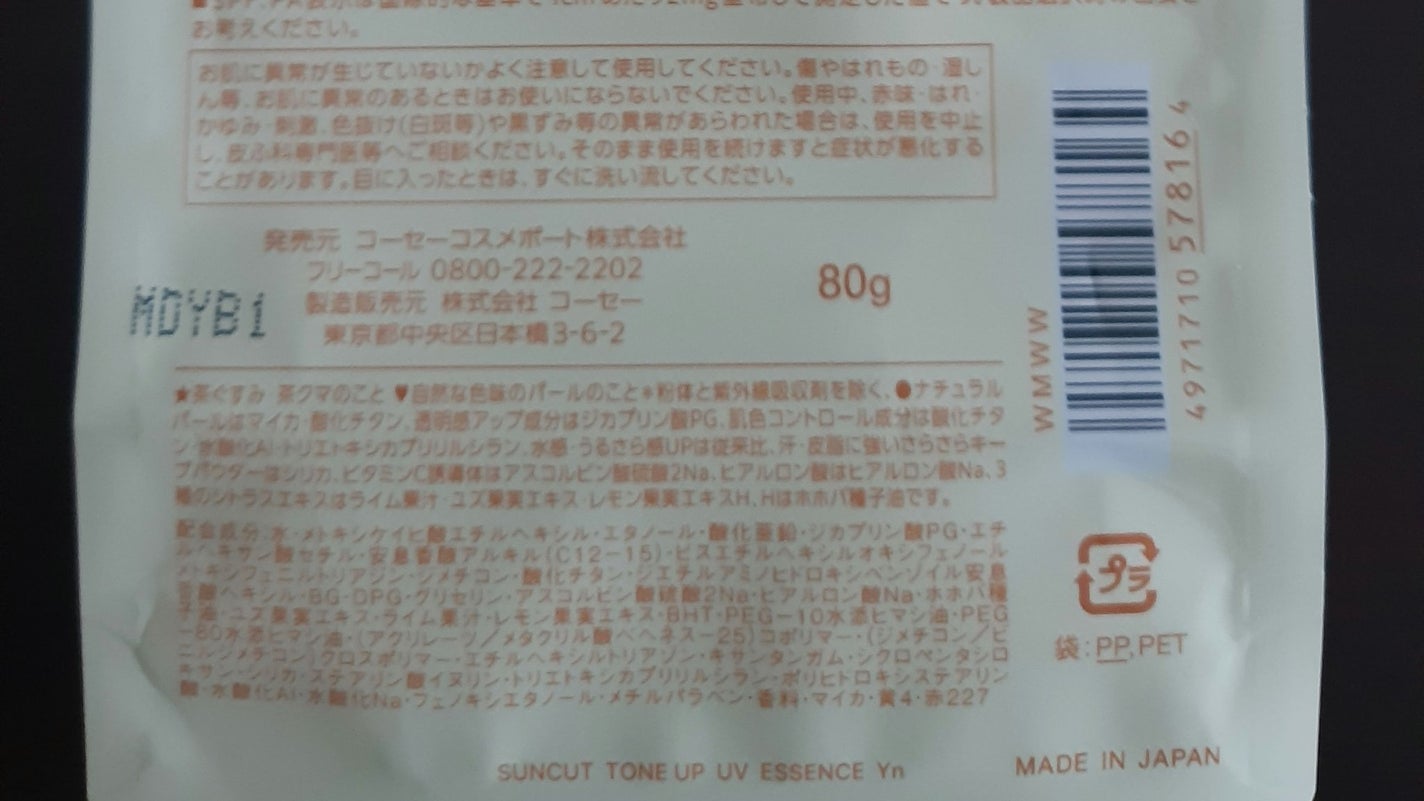 お考えください。
お肌に異常が生じていないかよく注意して使用してください。傷やはれもの・湿し
ん等、お肌に異常のあるときはお使いにならないでください。使用中、赤味・はれ・
かゆみ・刺激、色抜け(白斑等)や黒ずみ等の異常があらわれた場合は、使用を中止
し、皮ふ科専門医等へご相談ください。そのまま使用を続けますと症状が悪化する
ことがあります。目に入ったときは、すぐに洗い流してください。
発売元 コーセーコスメポート株式会社
フリーコール 0800-222-2202
製造販売元 株式会社 コーセー
東京都中央区日本橋3-6-2
80g
MDYB1
WMWW
4971710 578164
★茶ぐすみ 茶クマのこと ♥自然な色味のパールのこと＊粉体と紫外線吸収剤を除く、●ナチュラル
パールはマイカ・酸化チタン、透明感アップ成分はジカプリン酸PG、肌色コントロール成分は酸化チタ
ン・水酸化Al・トリエトキシカプリリルシラン、水感・うるさら感UPは従来比、汗・皮脂に強いさらさらキー
プパウダーはシリカ、ビタミンC誘導体はアスコルビン酸硫酸2Na、ヒアルロン酸はヒアルロン酸Na、3
種のシトラスエキスはライム果汁・ユズ果実エキス・レモン果実エキスH、Hはホホバ種子油です。
配合成分:水・メトキシケイヒ酸エチルヘキシル・エタノール・酸化亜鉛・ジカプリン酸PG・エチ
ルヘキサン酸セチル・安息香酸アルキル(C12-15)・ビスエチルヘキシルオキシフェノール
メトキシフェニルトリアジン・ジメチコン・酸化チタン・ジエチルアミノヒドロキシベンゾイル安息
香酸ヘキシル・BG・DPG・グリセリン・アスコルビン酸硫酸2Na・ヒアルロン酸Na・ホホバ種
子油・ユズ果実エキス・ライム果汁・レモン果実エキス・BHT・PEG-10水添ヒマシ油・PEG
-80水添ヒマシ油・(アクリレーツ/メタクリル酸ベヘネス-25)コポリマー・(ジメチコン/ビ
ニルジメチコン)クロスポリマー・エチルヘキシルトリアゾン・キサンタンガム・シクロペンタシロ
キサン・シリカ・ステアリン酸イヌリン・トリエトキシカプリリルシラン・ポリヒドロキシステアリン
酸・水酸化Al・水酸化Na・フェノキシエタノール・メチルパラベン・香料・マイカ・黄4・赤227
プラ
袋:PP,PET
SUNCUT TONE UP UV ESSENCE Yn
MADE IN JAPAN